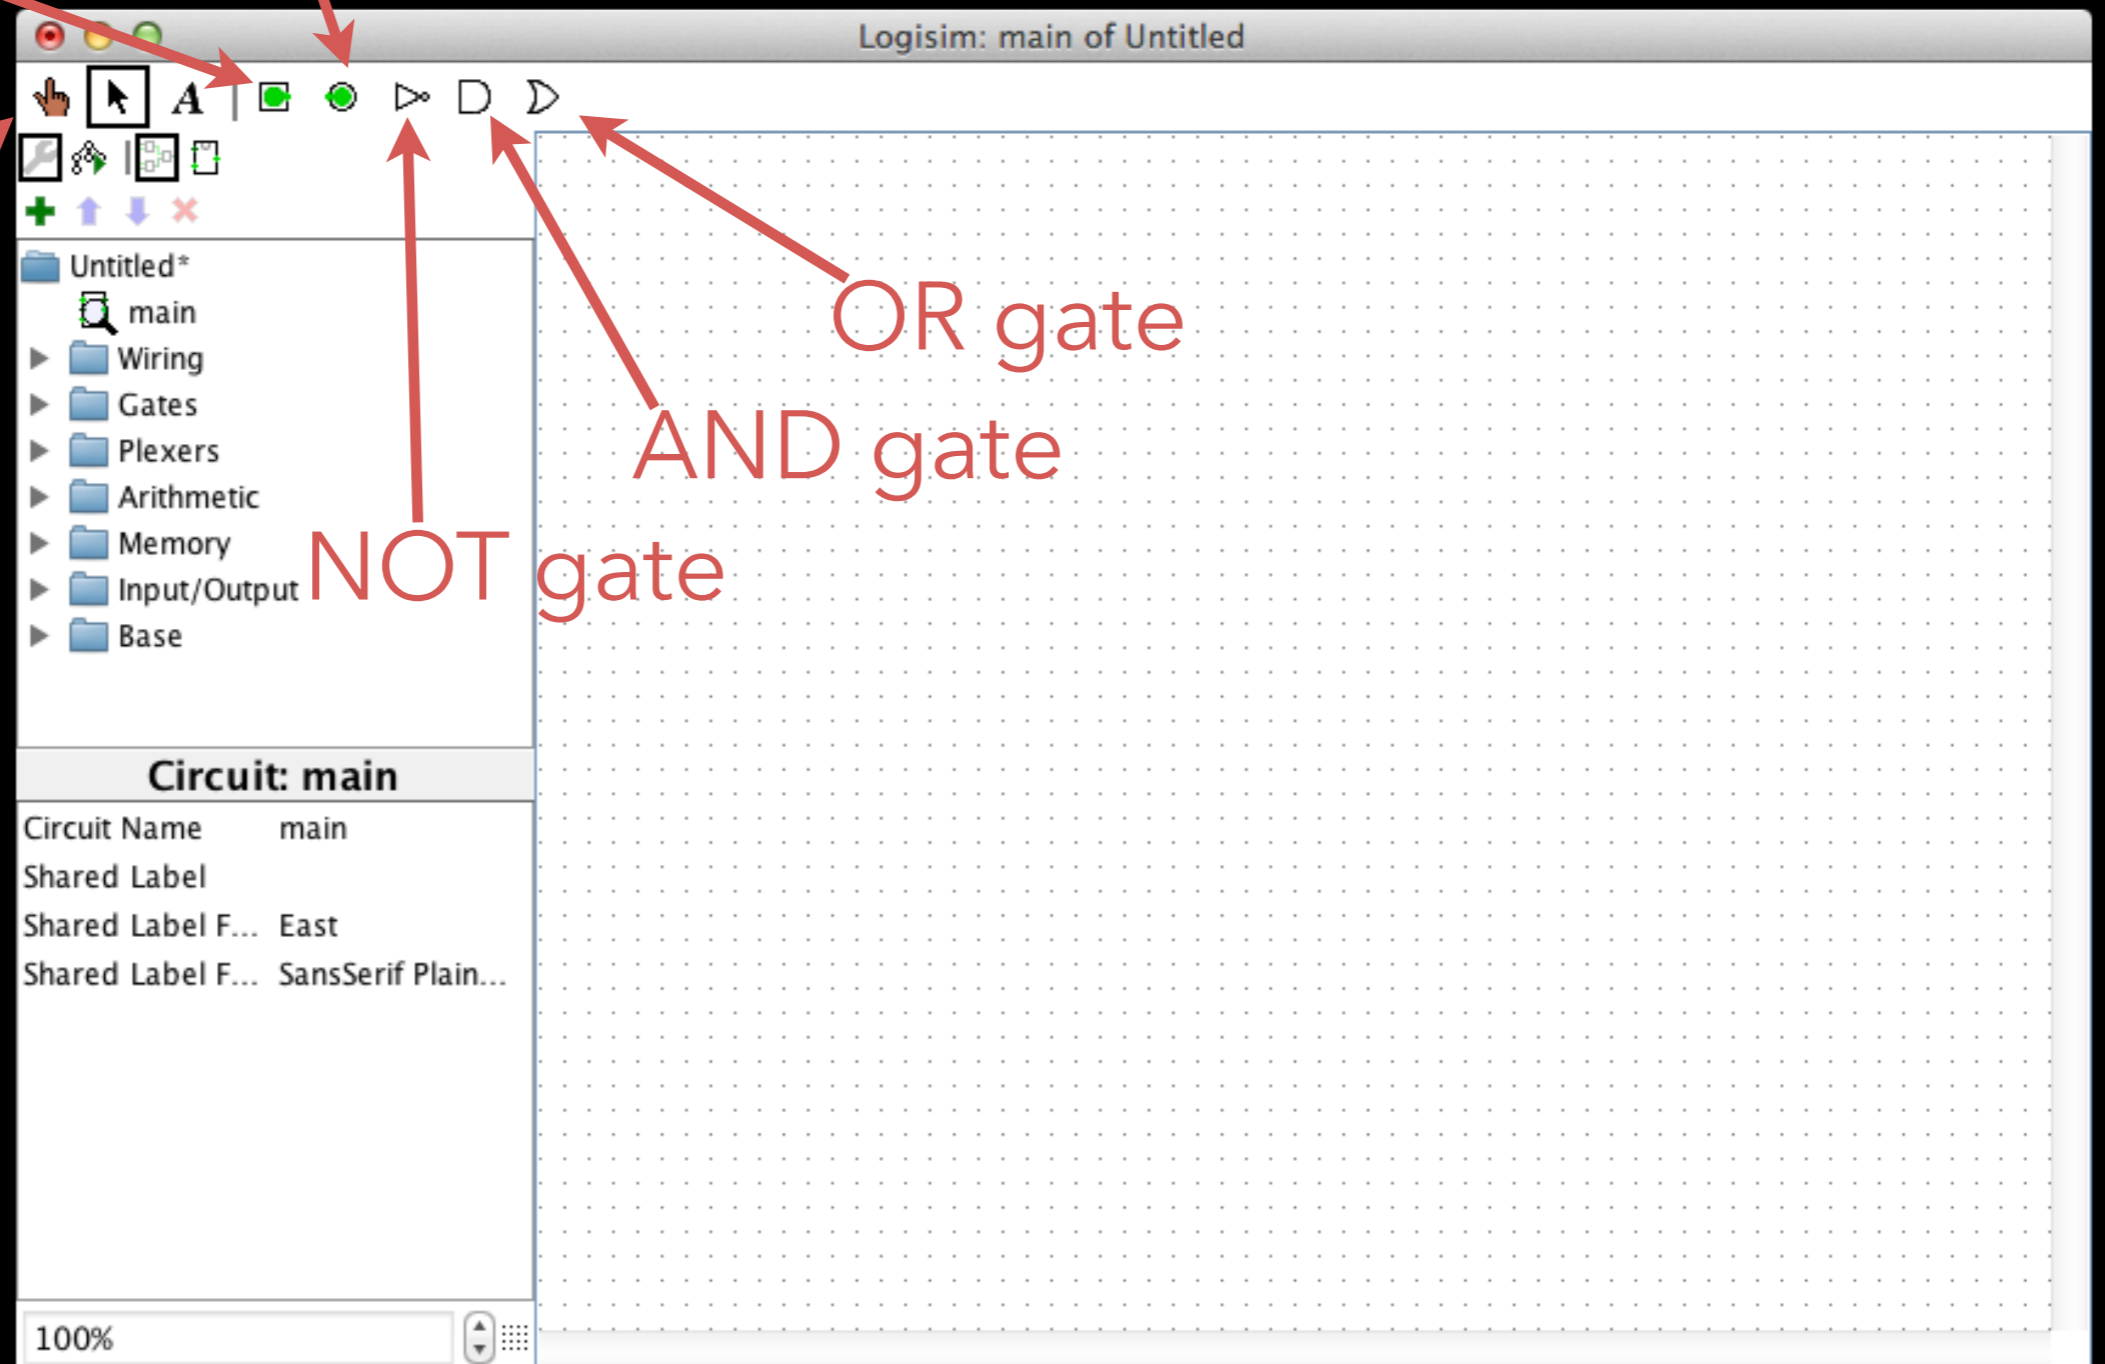 Logisim: main of Untitled
A
Untitled*
main
Wiring
Gates
Plexers
Arithmetic
Memory
Input/Output
Base
OR gate
AND gate
NOT gate
Circuit: main
Circuit Name main
Shared Label
Shared Label F... East
Shared Label F... SansSerif Plain...
100%